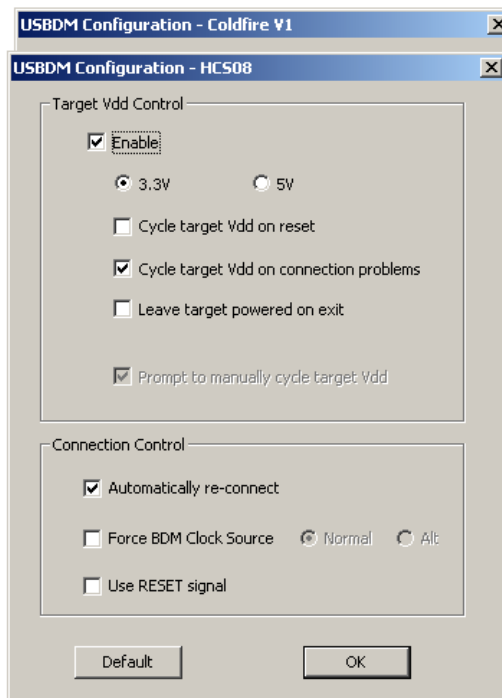 USBDM Configuration - Coldfire V1
USBDM Configuration - HCS08
Target Vdd Control
Enable
3.3V 5V
Cycle target Vdd on reset
Cycle target Vdd on connection problems
Leave target powered on exit
Prompt to manually cycle target Vdd
Connection Control
Automatically re-connect
Force BDM Clock Source Normal Alt
Use RESET signal
Default OK